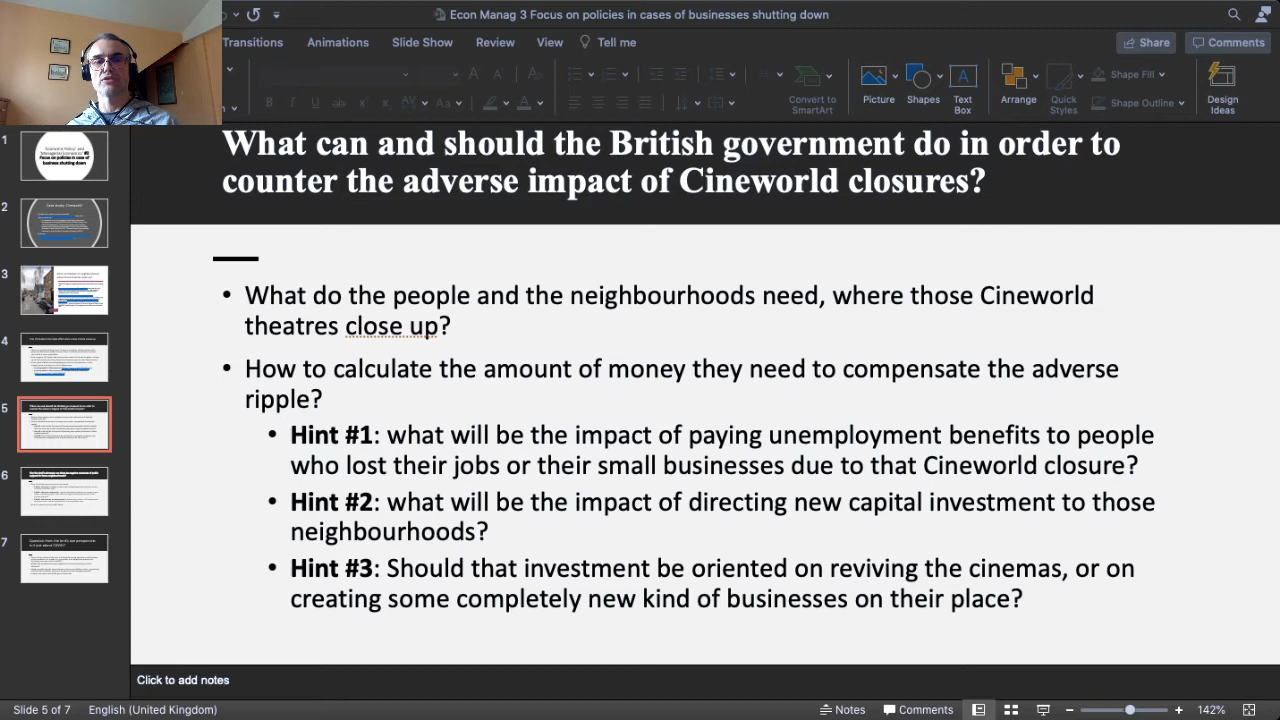 Econ Manag 3 Focus on policies in cases of businesses shutting down
Transitions Animations Slide Show Review View Tell me Share Comments
Shape Fill
Convert to SmartArt Picture Shapes Text Box Arrange Quick Styles Shape Outline Design Ideas
What can and should the British government do in order to
counter the adverse impact of Cineworld closures?
• What do the people and the neighbourhoods need, where those Cineworld
theatres close up?
• How to calculate the amount of money they need to compensate the adverse
ripple?
• Hint #1: what will be the impact of paying unemployment benefits to people
who lost their jobs or their small businesses due to that Cineworld closure?
• Hint #2: what will be the impact of directing new capital investment to those
neighbourhoods?
• Hint #3: Should that investment be oriented on reviving the cinemas, or on
creating some completely new kind of businesses on their place?
1
2
3
4
5
6
7
Click to add notes
Slide 5 of 7 English (United Kingdom) Notes Comments 142%